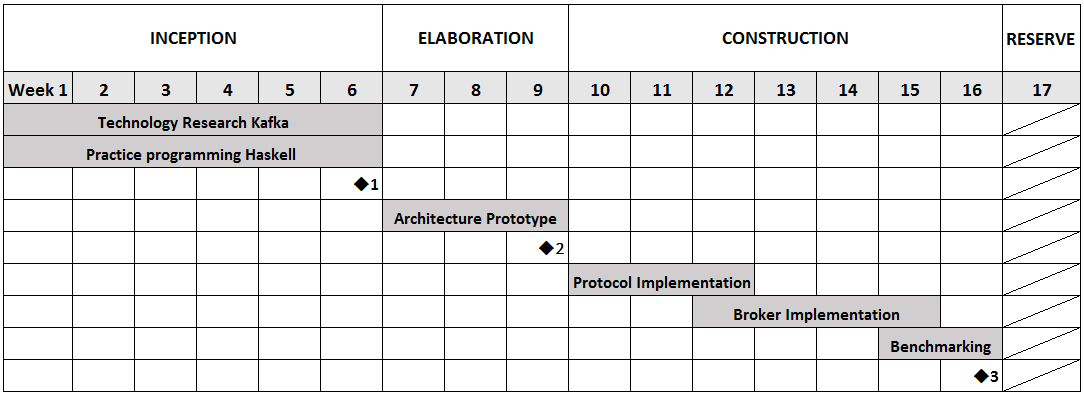 INCEPTION ELABORATION CONSTRUCTION RESERVE
Week 1 2 3 4 5 6 7 8 9 10 11 12 13 14 15 16 17
Technology Research Kafka
Practice programming Haskell
◆1
Architecture Prototype
◆2
Protocol Implementation
Broker Implementation
Benchmarking
◆3